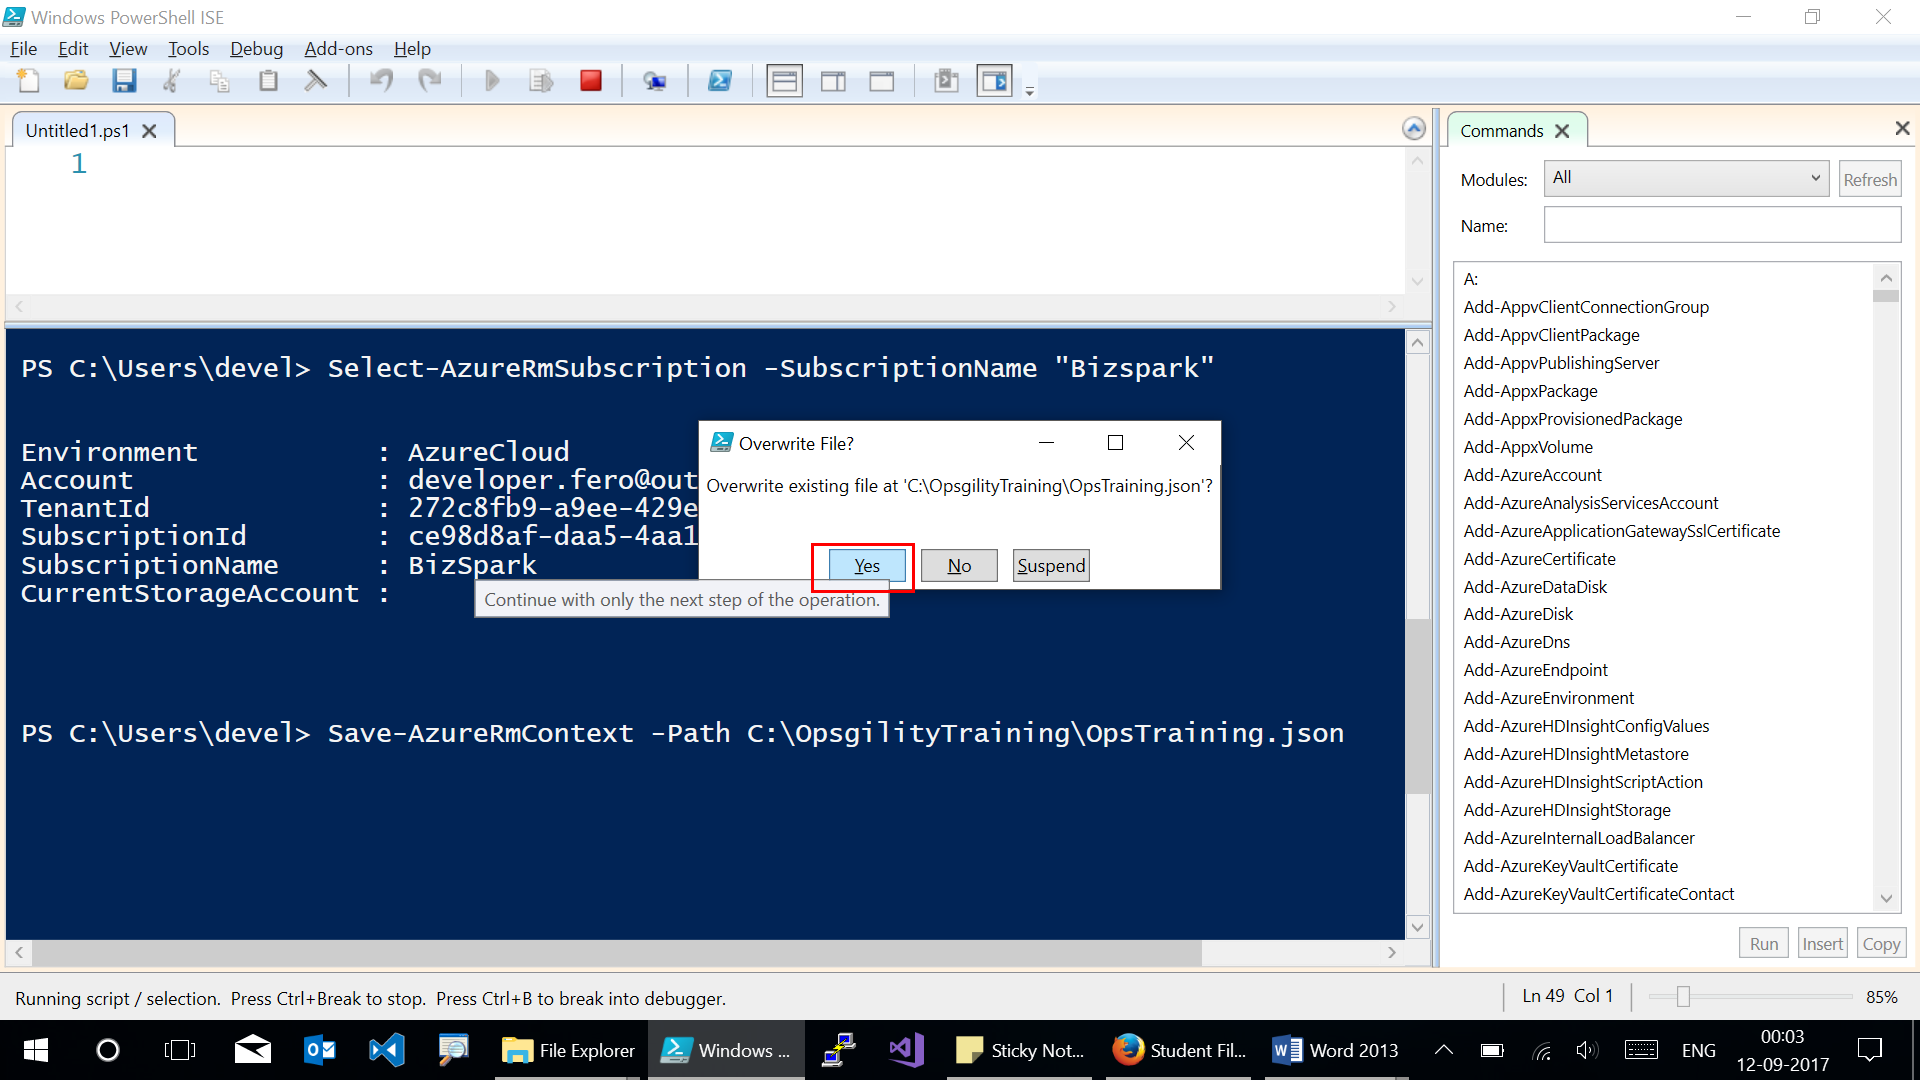 Windows PowerShell ISE
File Edit View Tools Debug Add-ons Help
Untitled1.ps1
1
PS C:\Users\devel> Select-AzureRmSubscription -SubscriptionName "Bizspark"
Environment : AzureCloud
Account : developer.fero@out
TenantId : 272c8fb9-a9ee-429e
SubscriptionId : ce98d8af-daa5-4aa1
SubscriptionName : BizSpark
CurrentStorageAccount :
Overwrite File?
Overwrite existing file at 'C:\OpsgilityTraining\OpsTraining.json'?
Yes No Suspend
Continue with only the next step of the operation.
PS C:\Users\devel> Save-AzureRmContext -Path C:\OpsgilityTraining\OpsTraining.json
Commands
Modules: All Refresh
Name:
A:
Add-AppvClientConnectionGroup
Add-AppvClientPackage
Add-AppvPublishingServer
Add-AppxPackage
Add-AppxProvisionedPackage
Add-AppxVolume
Add-AzureAccount
Add-AzureAnalysisServicesAccount
Add-AzureApplicationGatewaySslCertificate
Add-AzureCertificate
Add-AzureDataDisk
Add-AzureDisk
Add-AzureDns
Add-AzureEndpoint
Add-AzureEnvironment
Add-AzureHDInsightConfigValues
Add-AzureHDInsightMetastore
Add-AzureHDInsightScriptAction
Add-AzureHDInsightStorage
Add-AzureInternalLoadBalancer
Add-AzureKeyVaultCertificate
Add-AzureKeyVaultCertificateContact
Run Insert Copy
Running script / selection. Press Ctrl+Break to stop. Press Ctrl+B to break into debugger.
Ln 49 Col 1
85%
File Explorer
Windows ...
Sticky Not...
Student Fil...
Word 2013
ENG
00:03
12-09-2017